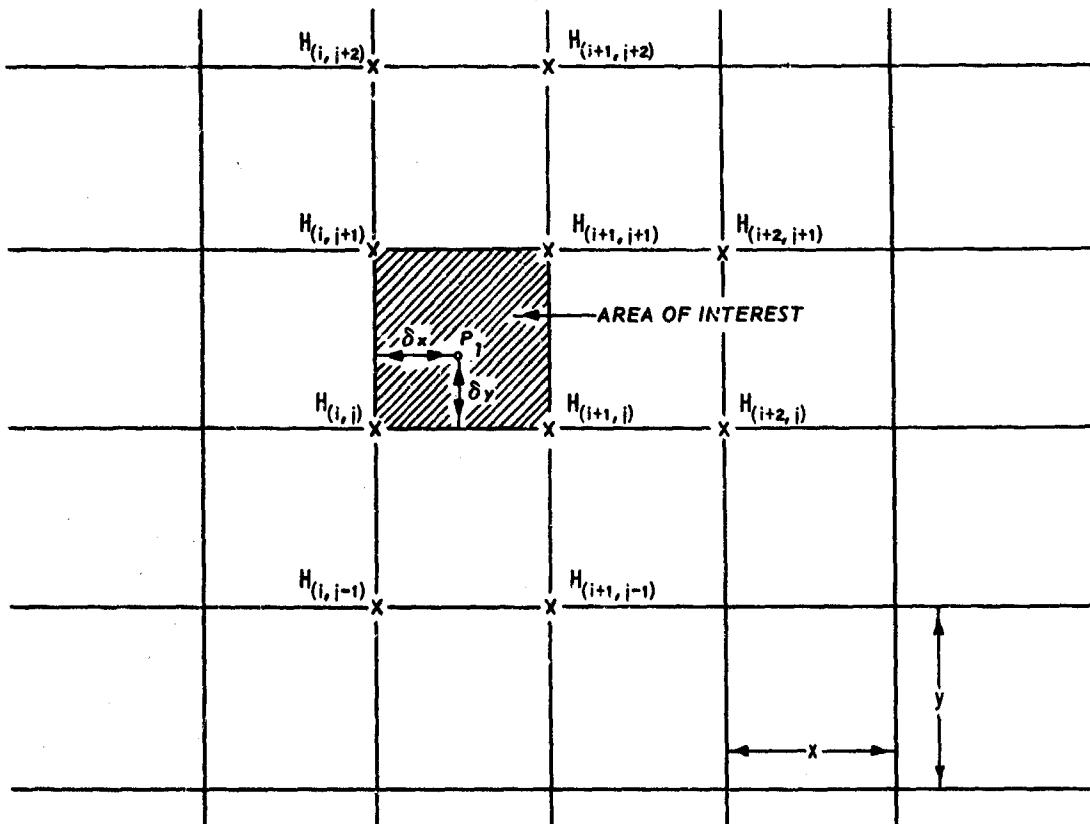 H(i, j+2)
H(i+1, j+2)
H(i, j+1)
H(i+1, j+1)
H(i+2, j+1)
AREA OF INTEREST
δx
P1
δy
H(i, j)
H(i+1, j)
H(i+2, j)
H(i, j-1)
H(i+1, j-1)
y
x